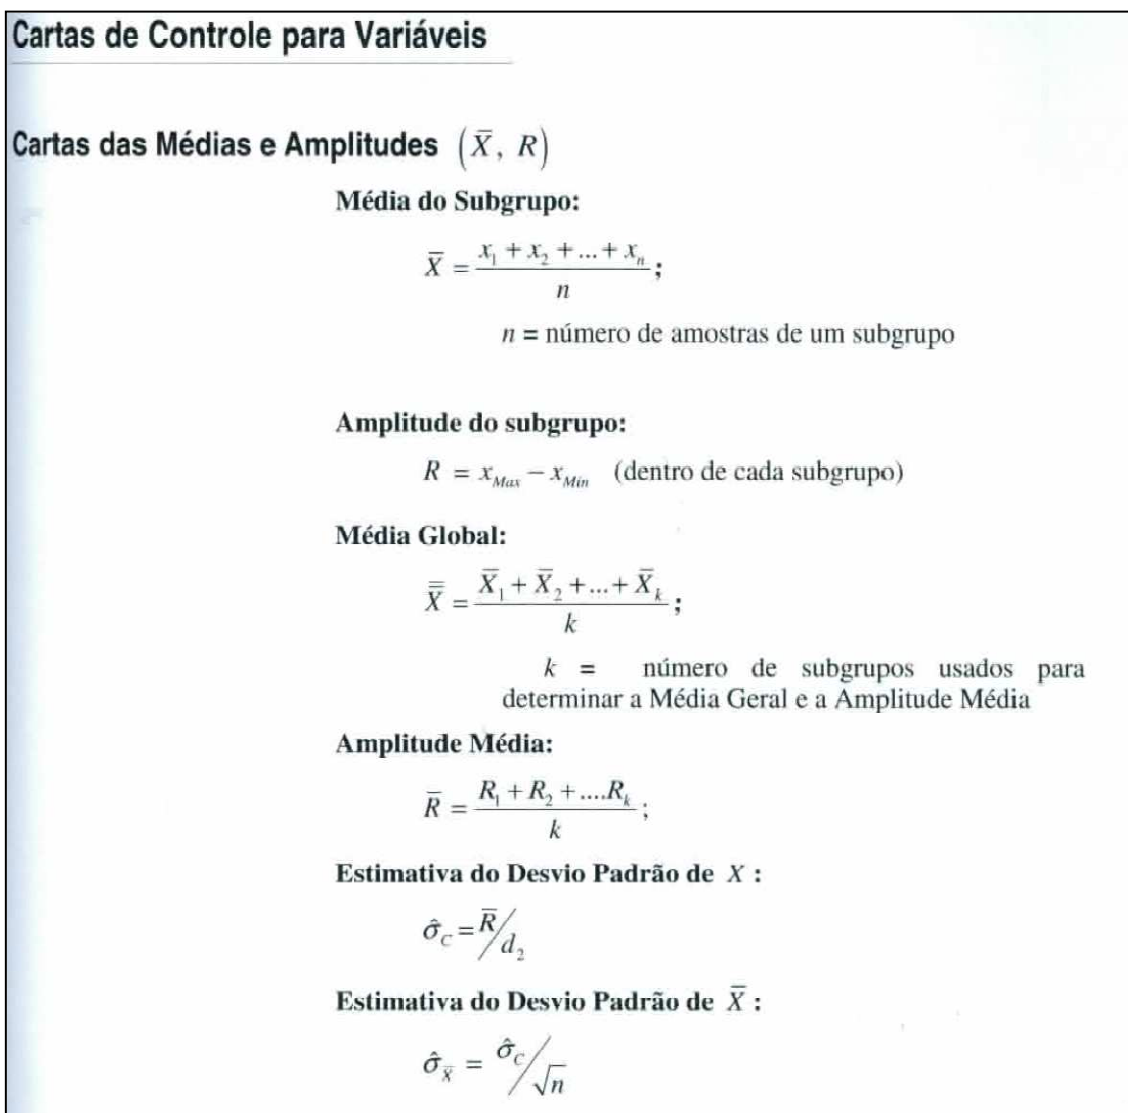 Cartas de Controle para Variáveis
Cartas das Médias e Amplitudes (X̄, R)
Média do Subgrupo:
X̄ = (x₁ + x₂ + ... + xₙ) / n ;
n = número de amostras de um subgrupo
Amplitude do subgrupo:
R = x_Max − x_Min (dentro de cada subgrupo)
Média Global:
X̿ = (X̄₁ + X̄₂ + ... + X̄ₖ) / k ;
k = número de subgrupos usados para
determinar a Média Geral e a Amplitude Média
Amplitude Média:
R̄ = (R₁ + R₂ + ....Rₖ) / k ;
Estimativa do Desvio Padrão de X :
σ̂_C = R̄/d₂
Estimativa do Desvio Padrão de X̄ :
σ̂_X̄ = σ̂_C/√n